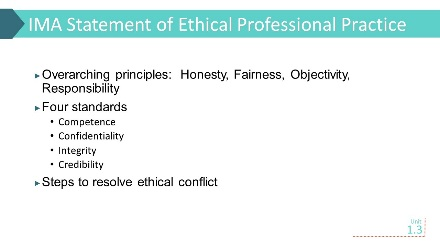 IMA Statement of Ethical Professional Practice
Overarching principles: Honesty, Fairness, Objectivity,
Responsibility
Four standards
• Competence
• Confidentiality
• Integrity
• Credibility
Steps to resolve ethical conflict
Unit
1.3